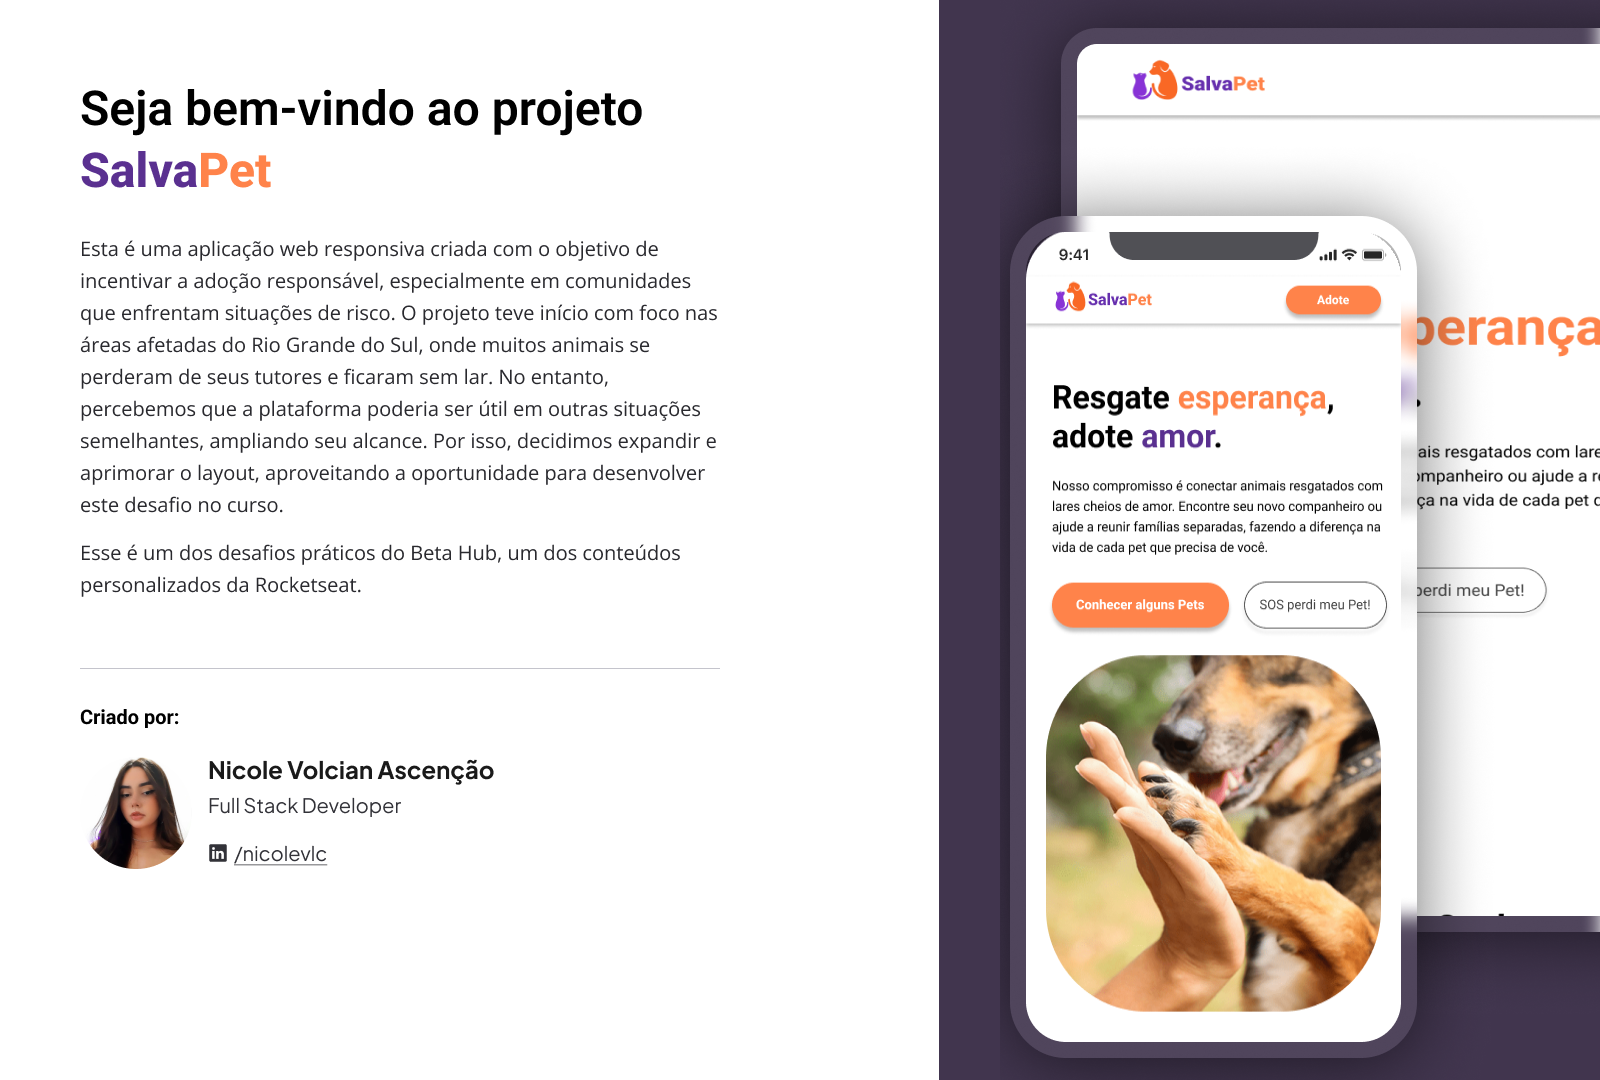 Seja bem-vindo ao projeto
SalvaPet
Esta é uma aplicação web responsiva criada com o objetivo de
incentivar a adoção responsável, especialmente em comunidades
que enfrentam situações de risco. O projeto teve início com foco nas
áreas afetadas do Rio Grande do Sul, onde muitos animais se
perderam de seus tutores e ficaram sem lar. No entanto,
percebemos que a plataforma poderia ser útil em outras situações
semelhantes, ampliando seu alcance. Por isso, decidimos expandir e
aprimorar o layout, aproveitando a oportunidade para desenvolver
este desafio no curso.
Esse é um dos desafios práticos do Beta Hub, um dos conteúdos
personalizados da Rocketseat.
Criado por:
Nicole Volcian Ascenção
Full Stack Developer
/nicolevlc
SalvaPet
9:41
SalvaPet
Adote
Resgate esperança,
adote amor.
Nosso compromisso é conectar animais resgatados com
lares cheios de amor. Encontre seu novo companheiro ou
ajude a reunir famílias separadas, fazendo a diferença na
vida de cada pet que precisa de você.
Conhecer alguns Pets
SOS perdi meu Pet!
perança
.
ais resgatados com lare
ompanheiro ou ajude a r
ça na vida de cada pet
perdi meu Pet!